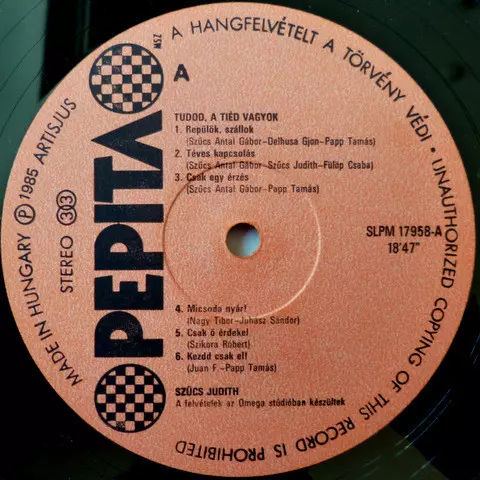 MADE IN HUNGARY Ⓟ 1985 ARTISJUS
A HANGFELVÉTELT A TÖRVÉNY VÉDI • UNAUTHORIZED COPYING OF THIS RECORD IS PROHIBITED
STEREO 33
PEPITA
MSZ
A
TUDOD, A TIÉD VAGYOK
1. Repülök, szállok
(Szűcs Antal Gábor–Delhusa Gjon–Papp Tamás)
2. Téves kapcsolás
(Szűcs Antal Gábor–Szűcs Judith–Fülöp Csaba)
3. Csak egy érzés
(Szűcs Antal Gábor–Papp Tamás)
SLPM 17958-A
18'47"
4. Micsoda nyár!
(Nagy Tibor–Juhász Sándor)
5. Csak ő érdekel
(Szikora Róbert)
6. Kezdd csak el!
(Juan F.–Papp Tamás)
SZŰCS JUDITH
A felvételek az Omega stúdióban készültek